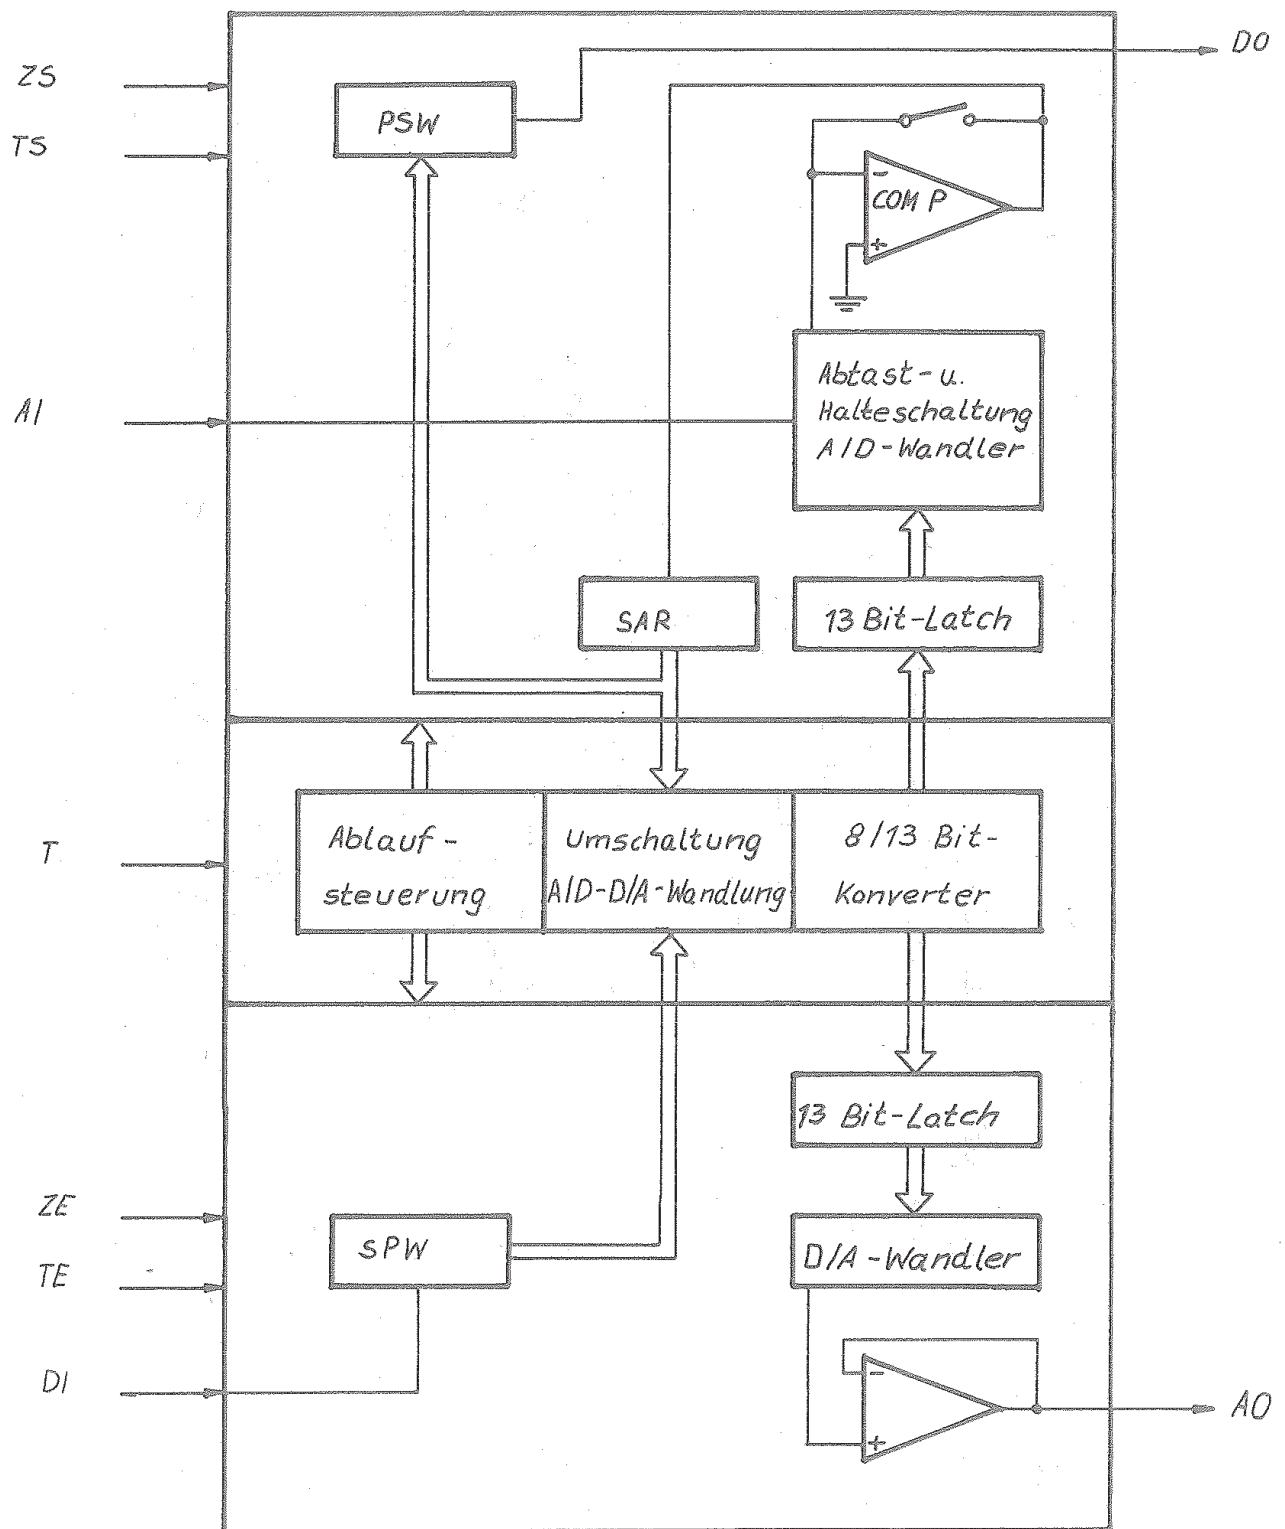 DO
ZS
PSW
TS
-
COMP
+
Abtast-u.
Halteschaltung
A/D-Wandler
AI
SAR
13 Bit-Latch
Ablauf-
steuerung
Umschaltung
A/D-D/A-Wandlung
8/13 Bit-
Konverter
T
13 Bit-Latch
ZE
SPW
D/A-Wandler
TE
DI
-
+
AO